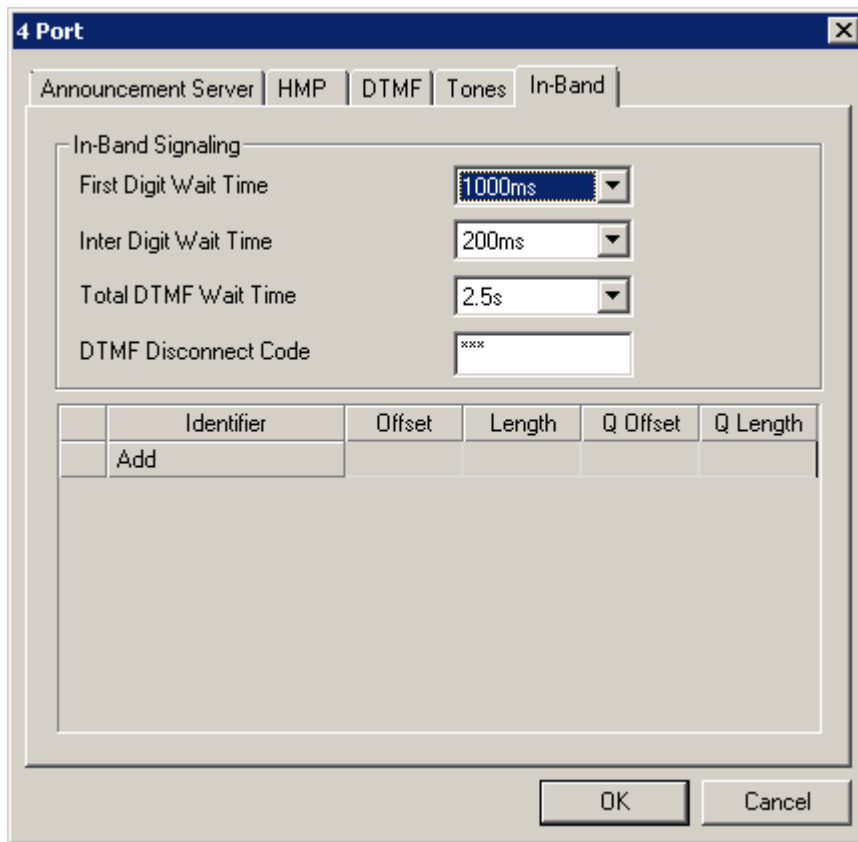 4 Port
Announcement Server HMP DTMF Tones In-Band
In-Band Signaling
First Digit Wait Time 1000ms
Inter Digit Wait Time 200ms
Total DTMF Wait Time 2.5s
DTMF Disconnect Code ***
Identifier Offset Length Q Offset Q Length
Add
OK Cancel